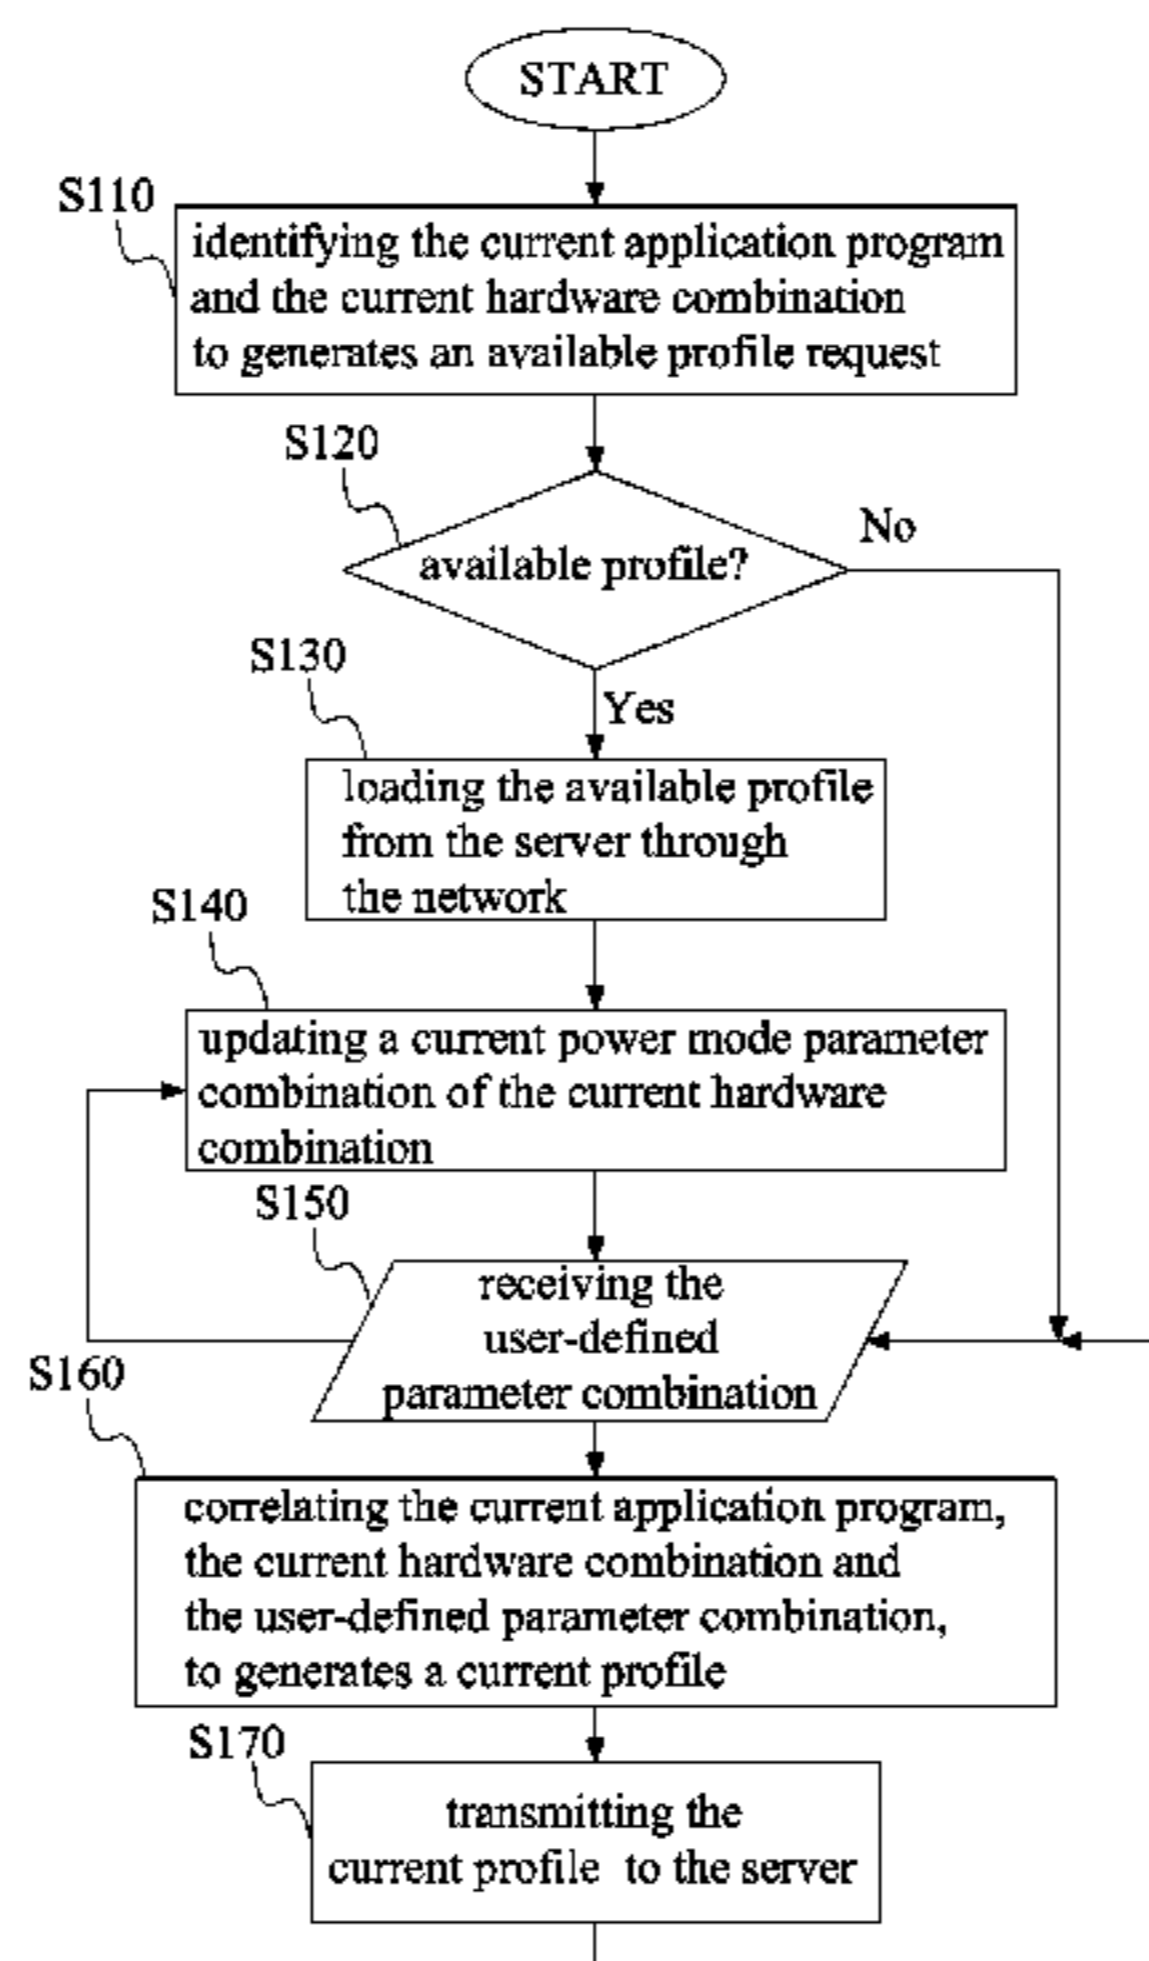 START
S110
identifying the current application program
and the current hardware combination
to generates an available profile request
S120
available profile?
No
S130
Yes
loading the available profile
from the server through
the network
S140
updating a current power mode parameter
combination of the current hardware
combination
S150
receiving the
user-defined
parameter combination
S160
correlating the current application program,
the current hardware combination and
the user-defined parameter combination,
to generates a current profile
S170
transmitting the
current profile to the server